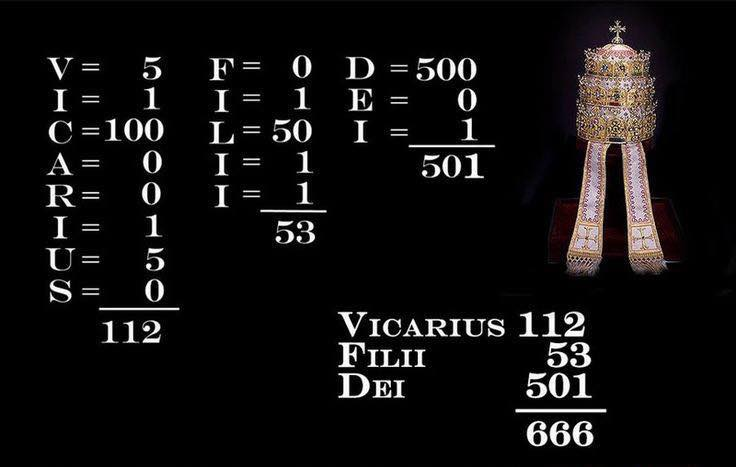 V = 5
I = 1
C = 100
A = 0
R = 0
I = 1
U = 5
S = 0
112
F = 0
I = 1
L = 50
I = 1
I = 1
53
D = 500
E = 0
I = 1
501
VICARIUS 112
FILII 53
DEI 501
666